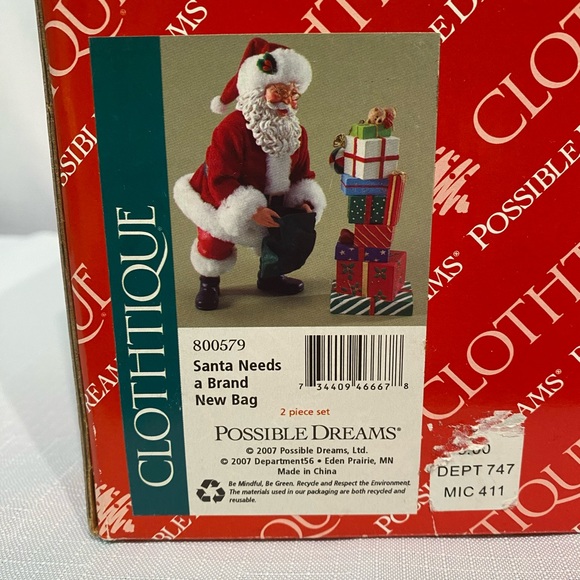 CLOTHTIQUE
800579
Santa Needs
a Brand
New Bag
7 34409 46667 8
2 piece set
POSSIBLE DREAMS®
© 2007 Possible Dreams, Ltd.
© 2007 Department56 • Eden Prairie, MN
Made in China
Be Mindful, Be Green. Recycle and Respect the Environment.
The materials used in our packaging are both recycled and
reusable.
DEPT 747
MIC 411
CLOTHTIQUE
POSSIBLE
CLOTHTIQUE
POSSIBLE